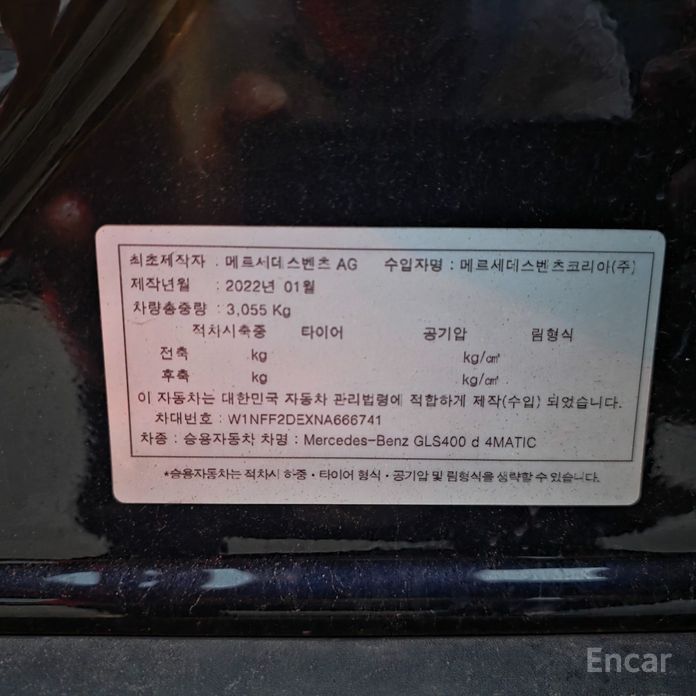 최초제작자 : 메르세데스벤츠 AG 수입자명 : 메르세데스벤츠코리아(주)
제작년월 : 2022년 01월
차량총중량 : 3,055 Kg
적차시축중 타이어 공기압 림형식
전축 kg kg/㎠
후축 kg kg/㎠
이 자동차는 대한민국 자동차 관리법령에 적합하게 제작(수입) 되었습니다.
차대번호 : W1NFF2DEXNA666741
차종 : 승용자동차 차명 : Mercedes-Benz GLS400 d 4MATIC
*승용자동차는 적차시 하중・타이어 형식・공기압 및 림형식을 생략할 수 있습니다.
Encar